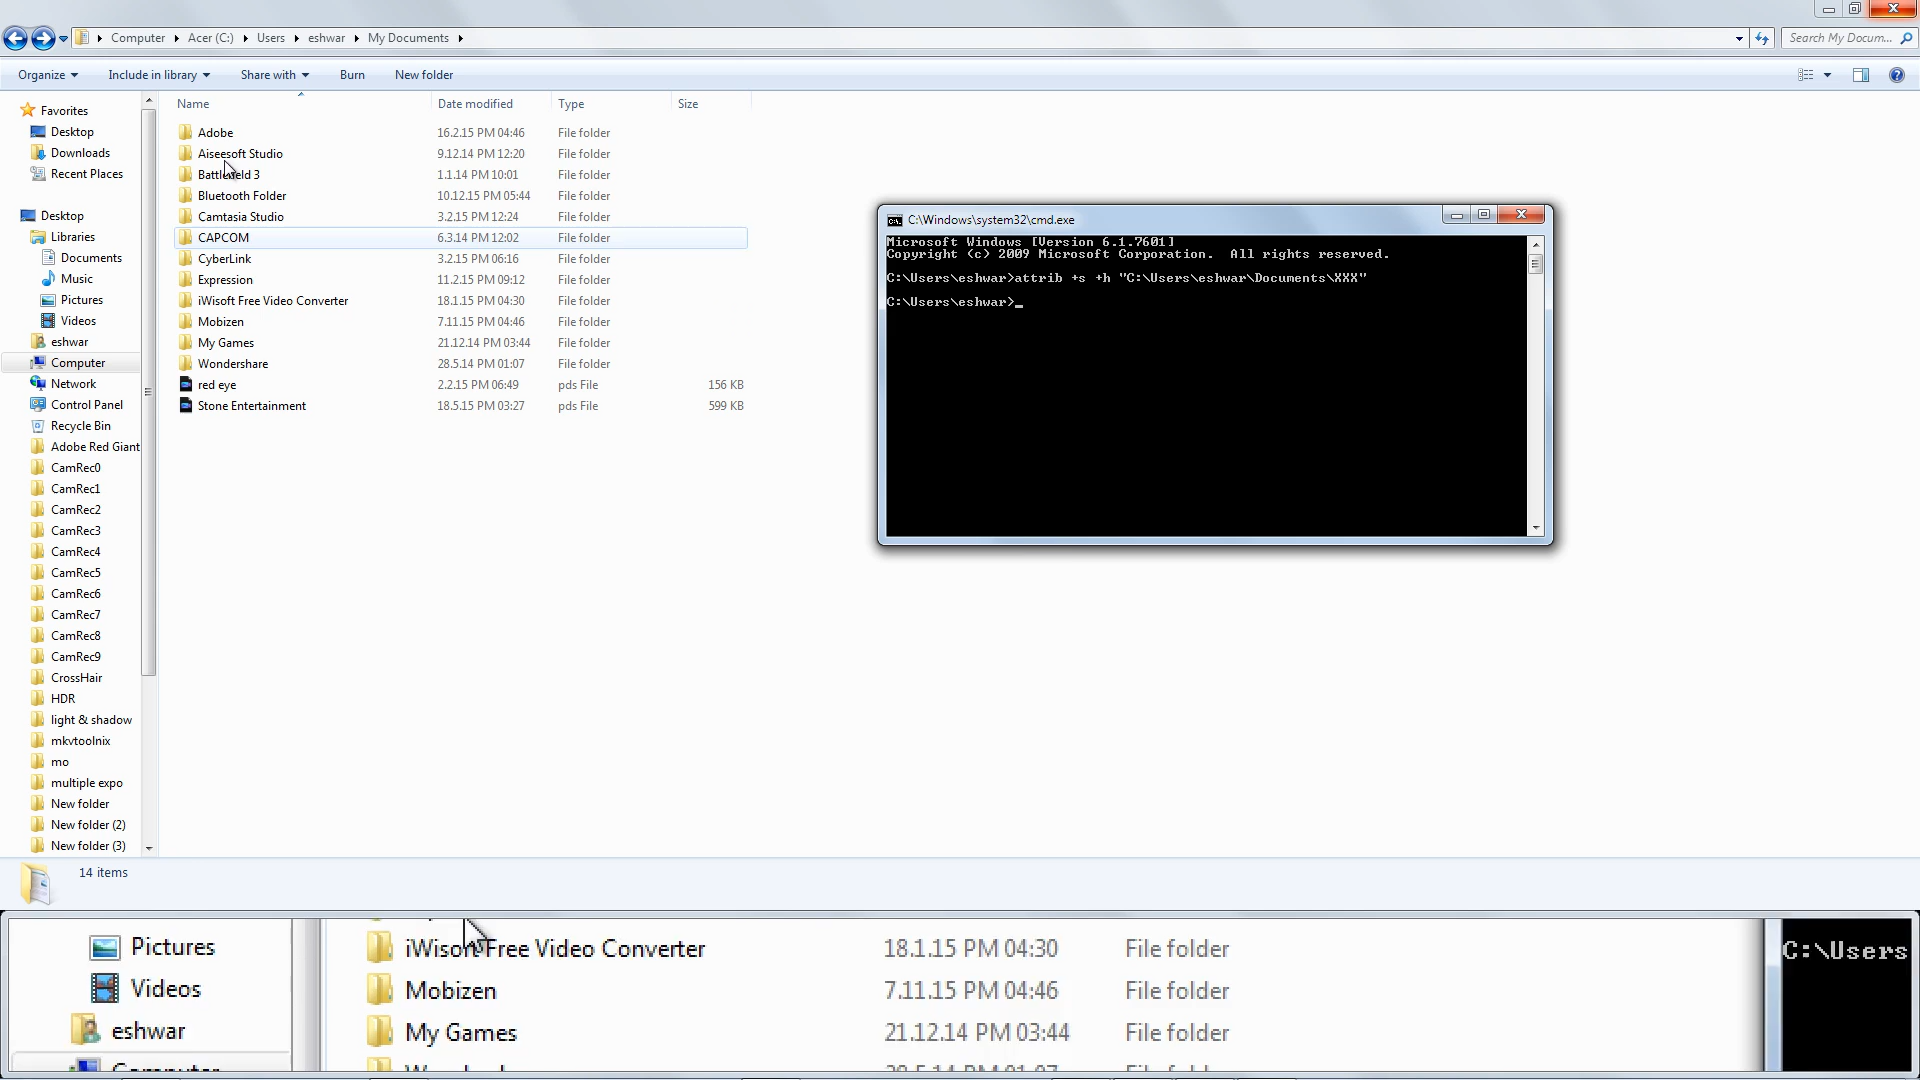 Computer Acer (C:) Users eshwar My Documents
Search My Docum...
Organize Include in library Share with Burn New folder
Name Date modified Type Size
Favorites
Desktop
Downloads
Recent Places
Desktop
Libraries
Documents
Music
Pictures
Videos
eshwar
Computer
Network
Control Panel
Recycle Bin
Adobe Red Giant
CamRec0
CamRec1
CamRec2
CamRec3
CamRec4
CamRec5
CamRec6
CamRec7
CamRec8
CamRec9
CrossHair
HDR
light & shadow
mkvtoolnix
mo
multiple expo
New folder
New folder (2)
New folder (3)
Adobe 16.2.15 PM 04:46 File folder
Aiseesoft Studio 9.12.14 PM 12:20 File folder
Battlefield 3 1.1.14 PM 10:01 File folder
Bluetooth Folder 10.12.15 PM 05:44 File folder
Camtasia Studio 3.2.15 PM 12:24 File folder
CAPCOM 6.3.14 PM 12:02 File folder
CyberLink 3.2.15 PM 06:16 File folder
Expression 11.2.15 PM 09:12 File folder
iWisoft Free Video Converter 18.1.15 PM 04:30 File folder
Mobizen 7.11.15 PM 04:46 File folder
My Games 21.12.14 PM 03:44 File folder
Wondershare 28.5.14 PM 01:07 File folder
red eye 2.2.15 PM 06:49 pds File 156 KB
Stone Entertainment 18.5.15 PM 03:27 pds File 599 KB
C:\Windows\system32\cmd.exe
Microsoft Windows [Version 6.1.7601]
Copyright (c) 2009 Microsoft Corporation. All rights reserved.
C:\Users\eshwar>attrib +s +h "C:\Users\eshwar\Documents\XXX"
C:\Users\eshwar>_
14 items
Pictures
Videos
eshwar
Computer
iWisoft Free Video Converter 18.1.15 PM 04:30 File folder
Mobizen 7.11.15 PM 04:46 File folder
My Games 21.12.14 PM 03:44 File folder
C:\Users